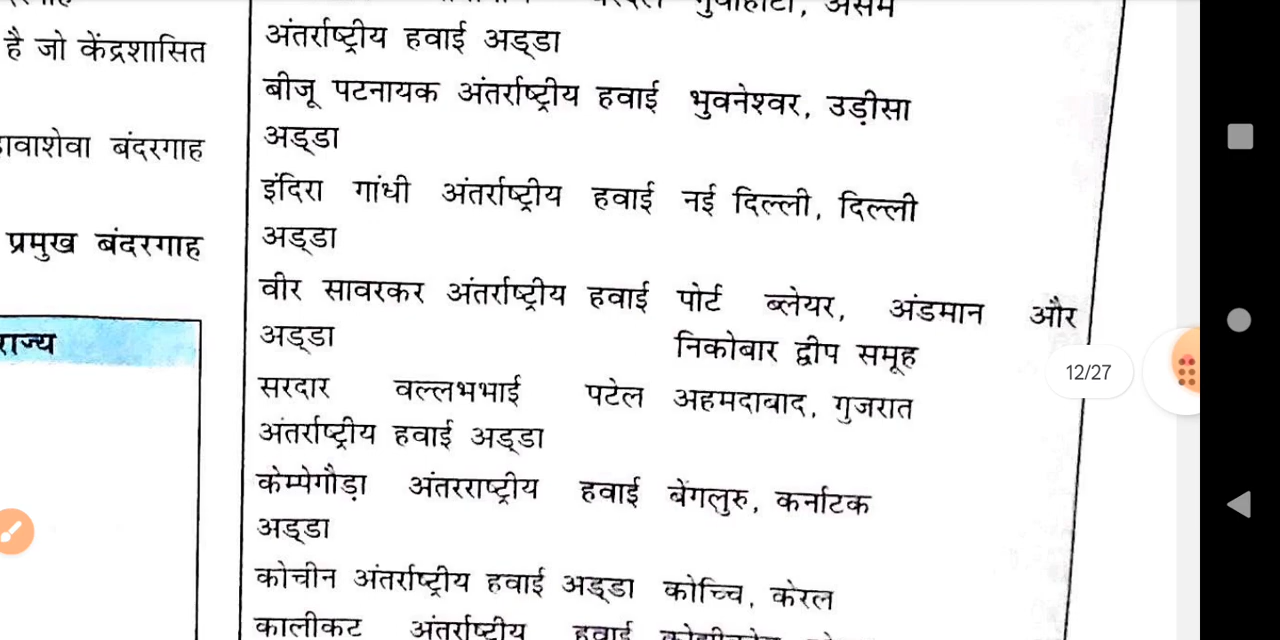 है जो केंद्रशासित
बंदरगाह
प्रमुख बंदरगाह
राज्य
असम
अंतर्राष्ट्रीय हवाई अड्डा
बीजू पटनायक अंतर्राष्ट्रीय हवाई भुवनेश्वर, उड़ीसा
अड्डा
इंदिरा गांधी अंतर्राष्ट्रीय हवाई नई दिल्ली, दिल्ली
अड्डा
वीर सावरकर अंतर्राष्ट्रीय हवाई पोर्ट ब्लेयर, अंडमान और
अड्डा निकोबार द्वीप समूह
सरदार वल्लभभाई पटेल अहमदाबाद, गुजरात
अंतर्राष्ट्रीय हवाई अड्डा
केम्पेगौड़ा अंतरराष्ट्रीय हवाई बेंगलुरु, कर्नाटक
अड्डा
कोचीन अंतर्राष्ट्रीय हवाई अड्डा कोच्चि, केरल
कालीकट अंतर्राष्ट्रीय हवाई
12/27